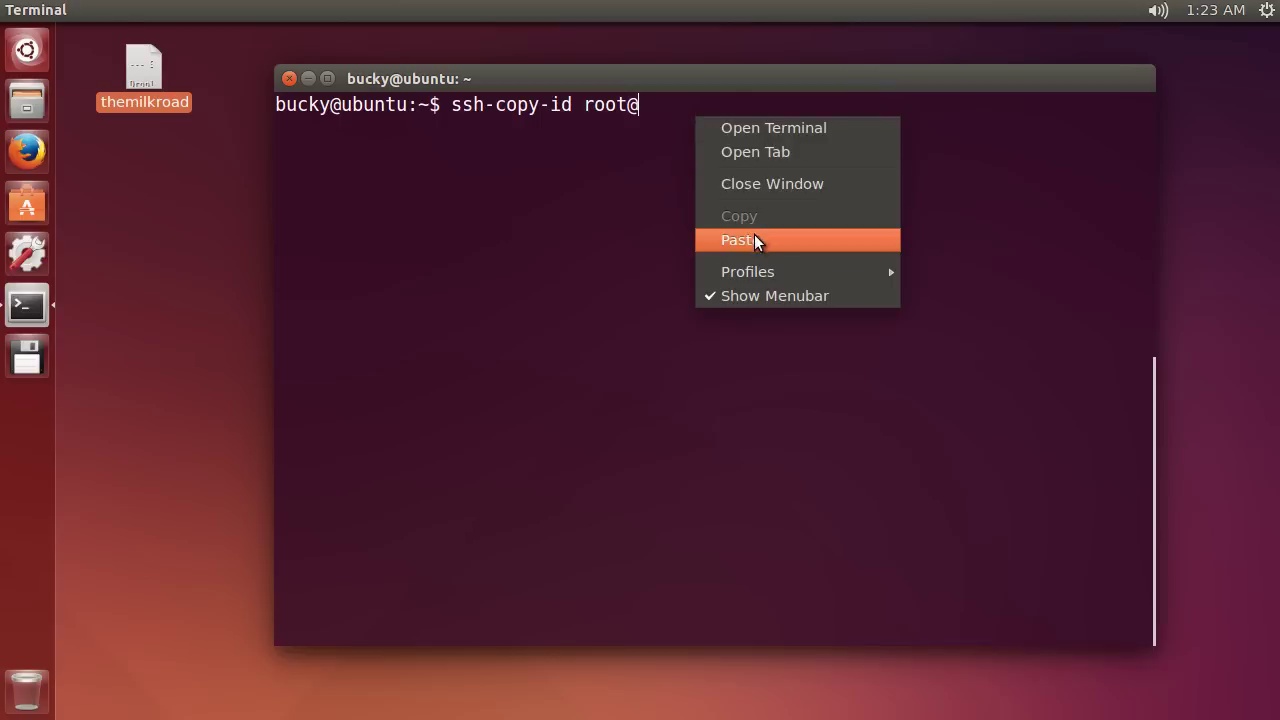 Terminal
1:23 AM
themilkroad
bucky@ubuntu: ~
bucky@ubuntu:~$ ssh-copy-id root@
Open Terminal
Open Tab
Close Window
Copy
Paste
Profiles
Show Menubar